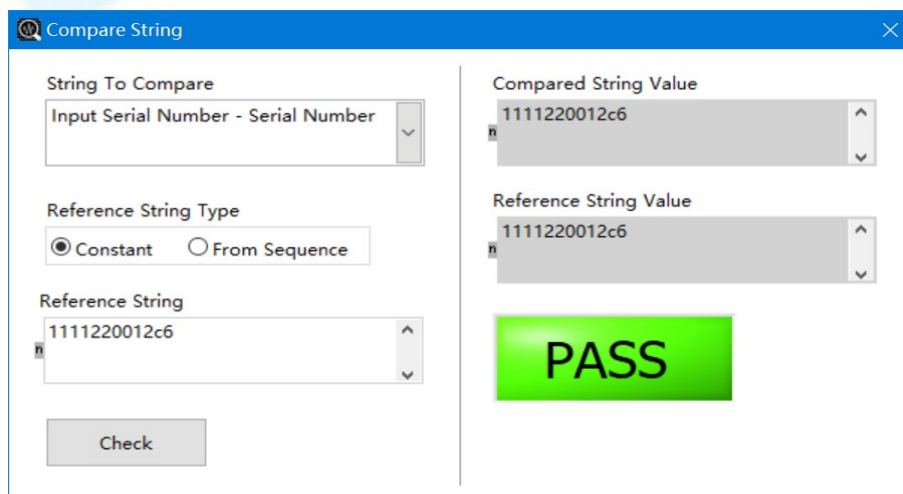 Compare String
String To Compare
Input Serial Number - Serial Number
Reference String Type
Constant
From Sequence
Reference String
n
1111220012c6
Check
Compared String Value
n
1111220012c6
Reference String Value
n
1111220012c6
PASS